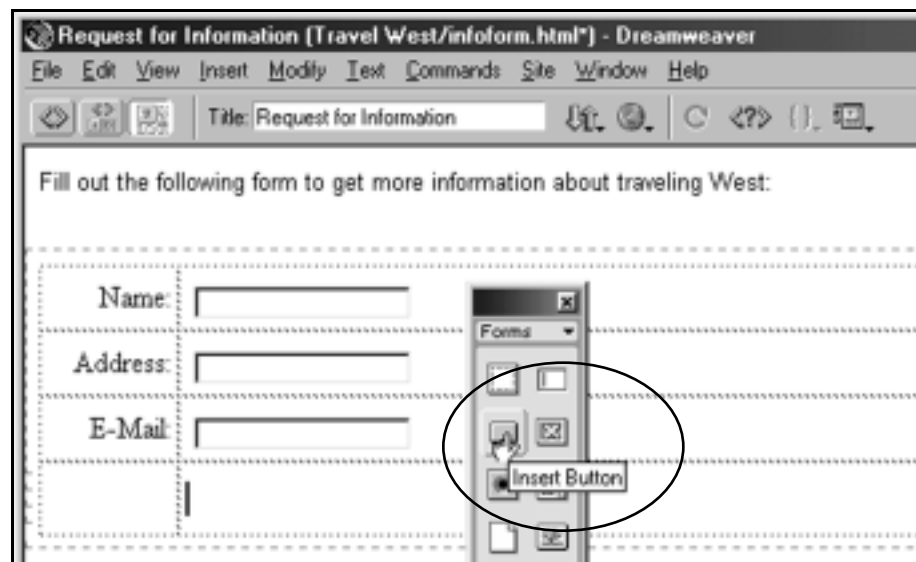 Request for Information (Travel West/infoform.html*) - Dreamweaver
File Edit View Insert Modify Text Commands Site Window Help
Title: Request for Information
<?> { }
Fill out the following form to get more information about traveling West:
Name:
Forms
Address:
E-Mail:
Insert Button